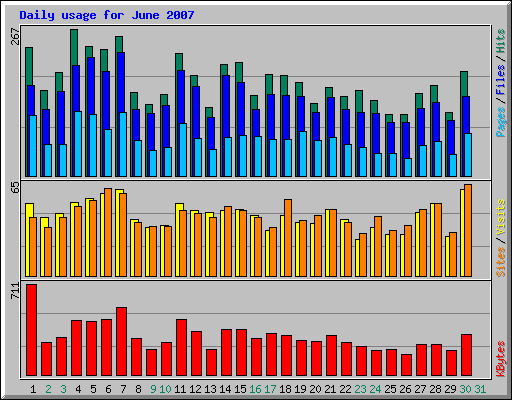 Daily usage for June 2007
267
Pages/Files/Hits
65
Sites/Visits
711
KBytes
1 2 3 4 5 6 7 8 9 10 11 12 13 14 15 16 17 18 19 20 21 22 23 24 25 26 27 28 29 30 31